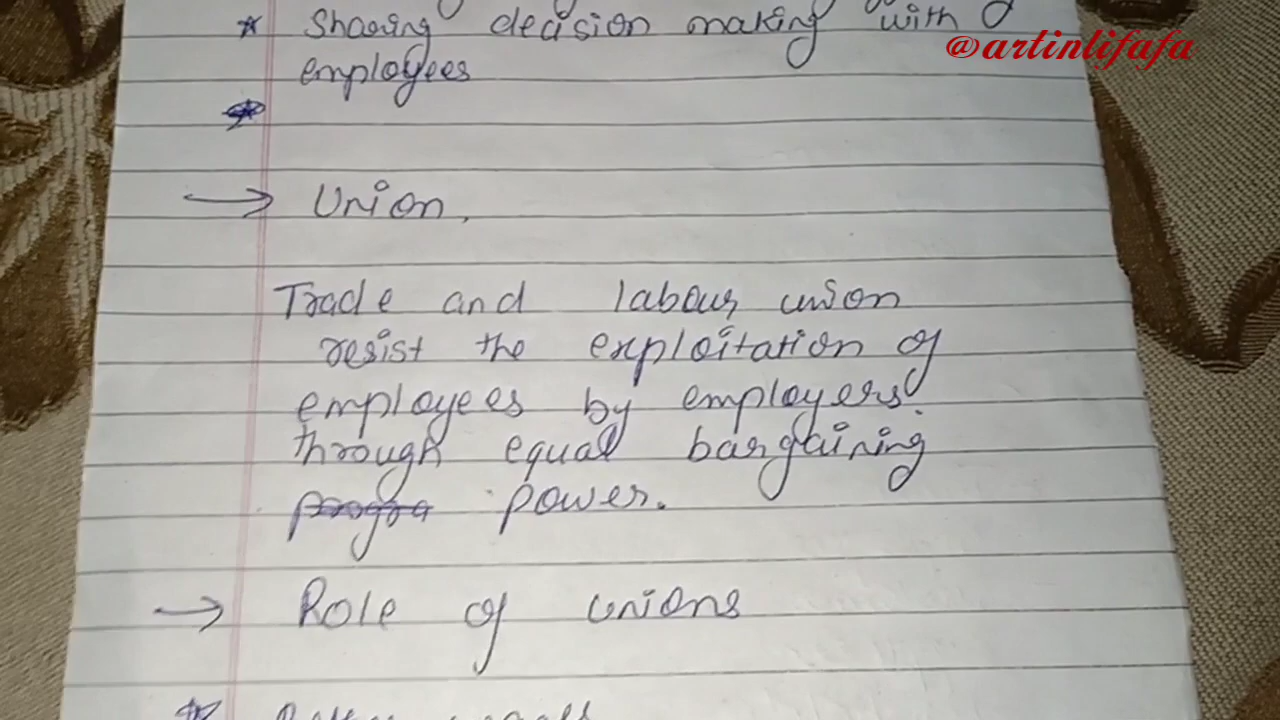 * Sharing decision making with
@artinlifafa
employees
*
→ Union.
Trade and labour union
resist the exploitation of
employees by employers.
through equal bargaining
power.
→ Role of unions
*